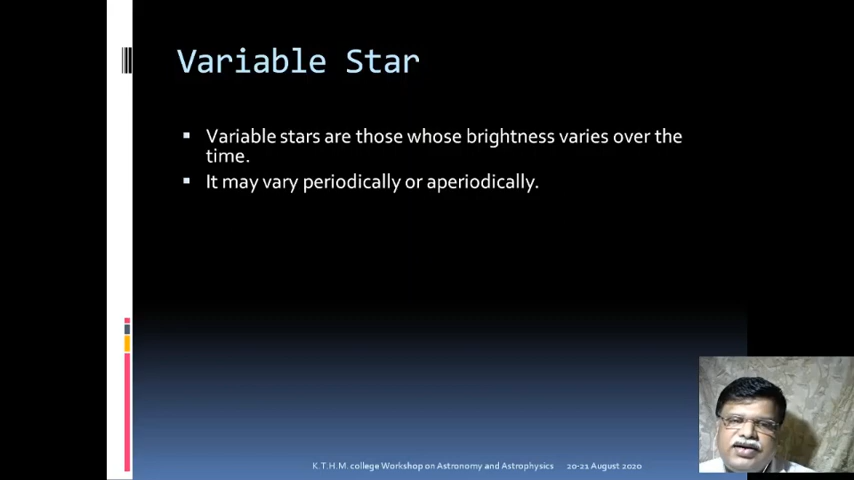 Variable Star
Variable stars are those whose brightness varies over the
time.
It may vary periodically or aperiodically.
K.T.H.M. college Workshop on Astronomy and Astrophysics 20-21 August 2020